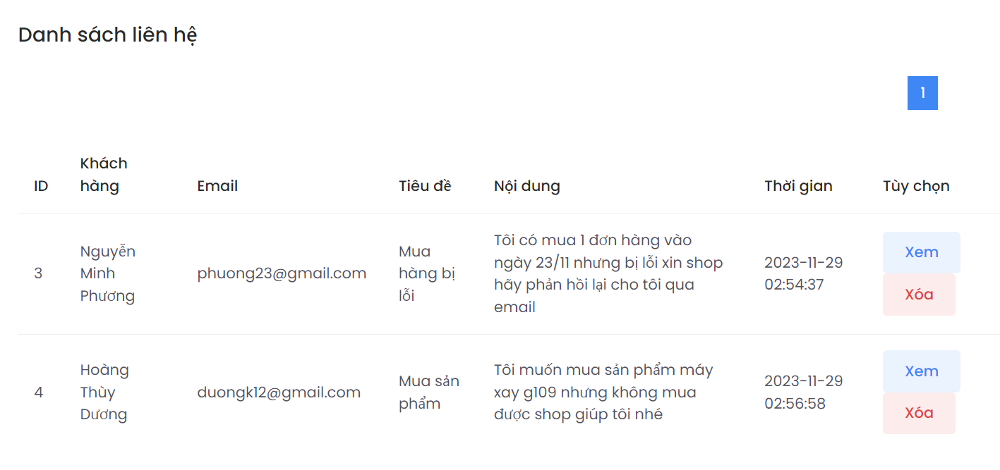 Danh sách liên hệ
1
ID
Khách
hàng
Email
Tiêu đề
Nội dung
Thời gian
Tùy chọn
3
Nguyễn
Minh
Phương
phuong23@gmail.com
Mua
hàng bị
lỗi
Tôi có mua 1 đơn hàng vào
ngày 23/11 nhưng bị lỗi xin shop
hãy phản hồi lại cho tôi qua
email
2023-11-29
02:54:37
Xem
Xóa
4
Hoàng
Thùy
Dương
duongk12@gmail.com
Mua sản
phẩm
Tôi muốn mua sản phẩm máy
xay g109 nhưng không mua
được shop giúp tôi nhé
2023-11-29
02:56:58
Xem
Xóa